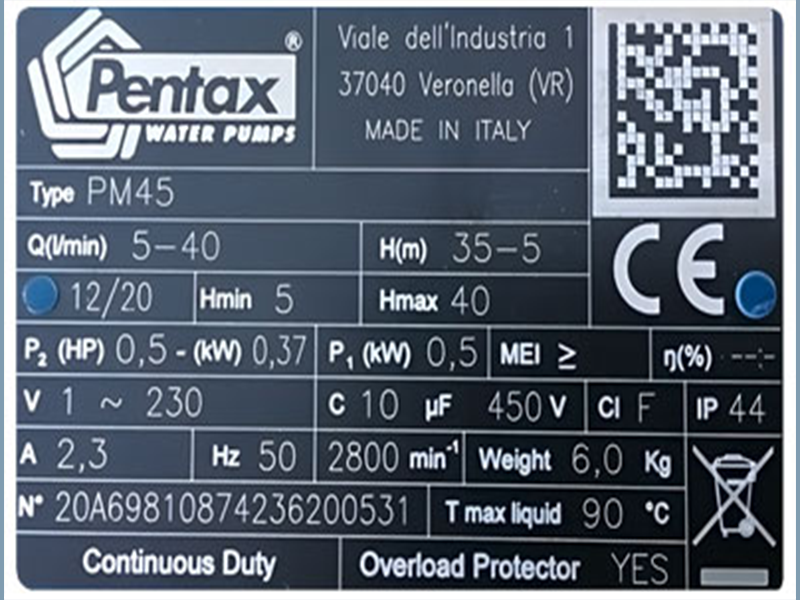 Pentax ®
WATER PUMPS
Viale dell'Industria 1
37040 Veronella (VR)
MADE IN ITALY
Type PM45
Q(l/min) 5-40 H(m) 35-5
12/20 Hmin 5 Hmax 40
CE
P₂ (HP) 0,5 - (kW) 0,37 P₁ (kW) 0,5 MEI ≥ η(%) --,-
V 1 ~ 230 C 10 µF 450 V Cl F IP 44
A 2,3 Hz 50 2800 min⁻¹ Weight 6,0 Kg
N° 20A69810874236200531 T max liquid 90 °C
Continuous Duty Overload Protector YES